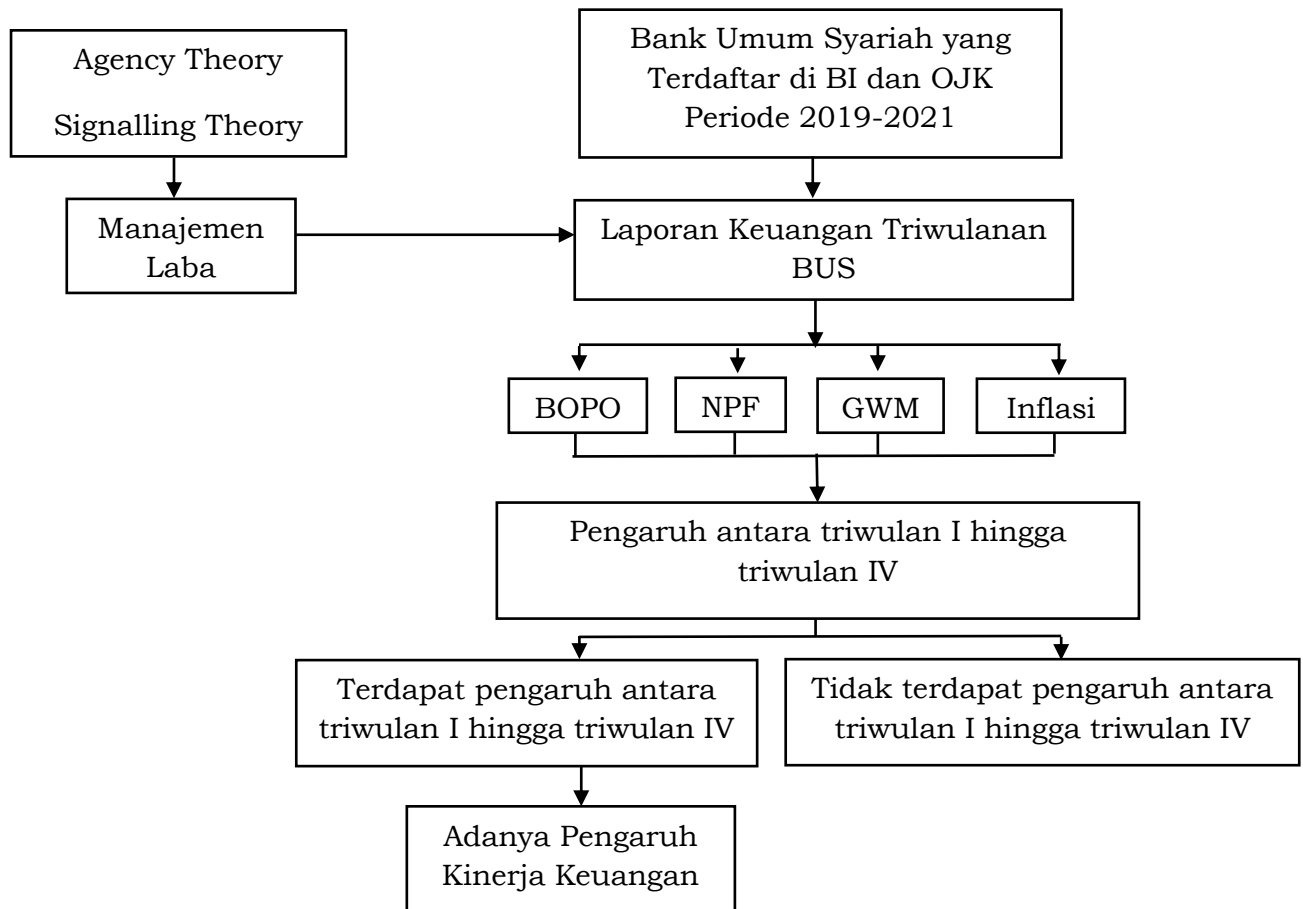 Agency Theory
Signalling Theory
Bank Umum Syariah yang
Terdaftar di BI dan OJK
Periode 2019-2021
Manajemen
Laba
Laporan Keuangan Triwulanan
BUS
BOPO
NPF
GWM
Inflasi
Pengaruh antara triwulan I hingga
triwulan IV
Terdapat pengaruh antara
triwulan I hingga triwulan IV
Tidak terdapat pengaruh antara
triwulan I hingga triwulan IV
Adanya Pengaruh
Kinerja Keuangan